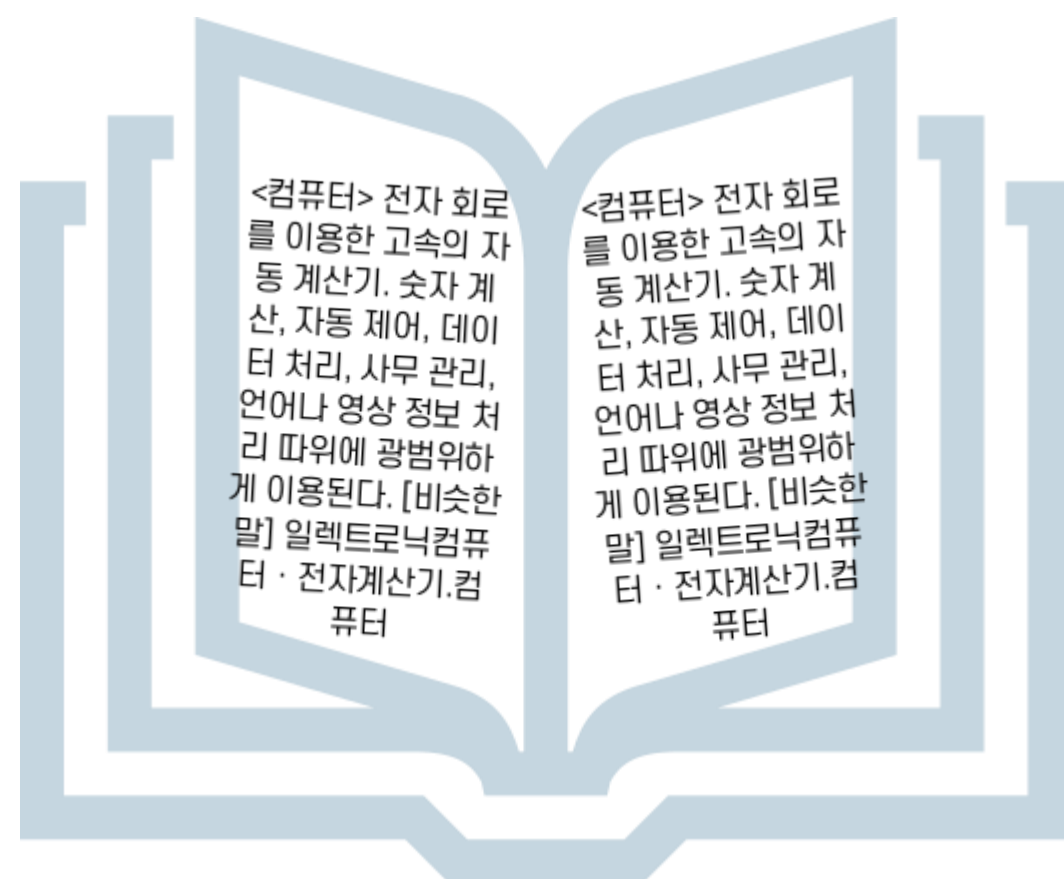 <컴퓨터> 전자 회로
를 이용한 고속의 자
동 계산기. 숫자 계
산, 자동 제어, 데이
터 처리, 사무 관리,
언어나 영상 정보 처
리 따위에 광범위하
게 이용된다. [비슷한
말] 일렉트로닉컴퓨
터 · 전자계산기.컴
퓨터
<컴퓨터> 전자 회로
를 이용한 고속의 자
동 계산기. 숫자 계
산, 자동 제어, 데이
터 처리, 사무 관리,
언어나 영상 정보 처
리 따위에 광범위하
게 이용된다. [비슷한
말] 일렉트로닉컴퓨
터 · 전자계산기.컴
퓨터